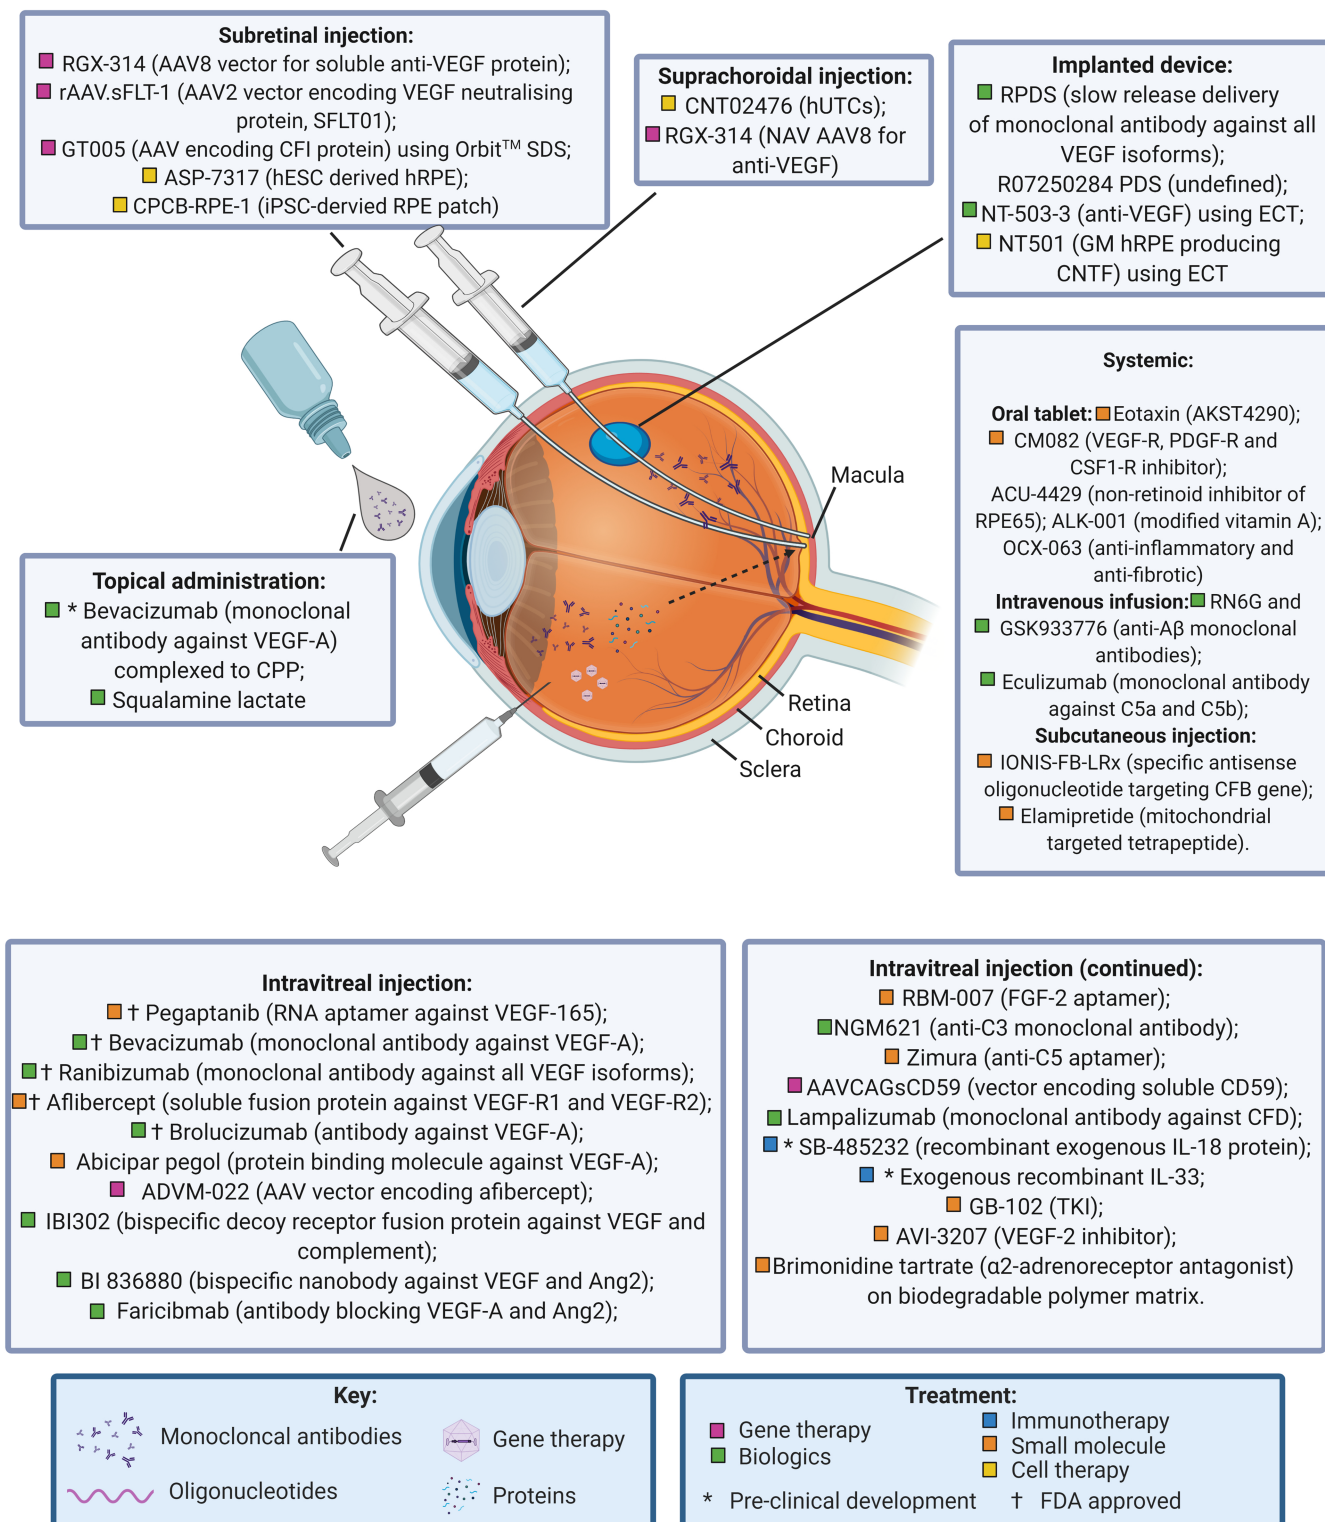 Subretinal injection:
RGX-314 (AAV8 vector for soluble anti-VEGF protein);
rAAV.sFLT-1 (AAV2 vector encoding VEGF neutralising
protein, SFLT01);
GT005 (AAV encoding CFI protein) using Orbit™ SDS;
ASP-7317 (hESC derived hRPE);
CPCB-RPE-1 (iPSC-dervied RPE patch)
Suprachoroidal injection:
CNT02476 (hUTCs);
RGX-314 (NAV AAV8 for
anti-VEGF)
Implanted device:
RPDS (slow release delivery
of monoclonal antibody against all
VEGF isoforms);
R07250284 PDS (undefined);
NT-503-3 (anti-VEGF) using ECT;
NT501 (GM hRPE producing
CNTF) using ECT
Systemic:
Oral tablet: Eotaxin (AKST4290);
CM082 (VEGF-R, PDGF-R and
CSF1-R inhibitor);
ACU-4429 (non-retinoid inhibitor of
RPE65); ALK-001 (modified vitamin A);
OCX-063 (anti-inflammatory and
anti-fibrotic)
Intravenous infusion: RN6G and
GSK933776 (anti-Aβ monoclonal
antibodies);
Eculizumab (monoclonal antibody
against C5a and C5b);
Subcutaneous injection:
IONIS-FB-LRx (specific antisense
oligonucleotide targeting CFB gene);
Elamipretide (mitochondrial
targeted tetrapeptide).
Macula
Retina
Choroid
Sclera
Topical administration:
* Bevacizumab (monoclonal
antibody against VEGF-A)
complexed to CPP;
Squalamine lactate
Intravitreal injection:
† Pegaptanib (RNA aptamer against VEGF-165);
† Bevacizumab (monoclonal antibody against VEGF-A);
† Ranibizumab (monoclonal antibody against all VEGF isoforms);
† Aflibercept (soluble fusion protein against VEGF-R1 and VEGF-R2);
† Brolucizumab (antibody against VEGF-A);
Abicipar pegol (protein binding molecule against VEGF-A);
ADVM-022 (AAV vector encoding afibercept);
IBI302 (bispecific decoy receptor fusion protein against VEGF and
complement);
BI 836880 (bispecific nanobody against VEGF and Ang2);
Faricibmab (antibody blocking VEGF-A and Ang2);
Intravitreal injection (continued):
RBM-007 (FGF-2 aptamer);
NGM621 (anti-C3 monoclonal antibody);
Zimura (anti-C5 aptamer);
AAVCAGsCD59 (vector encoding soluble CD59);
Lampalizumab (monoclonal antibody against CFD);
* SB-485232 (recombinant exogenous IL-18 protein);
* Exogenous recombinant IL-33;
GB-102 (TKI);
AVI-3207 (VEGF-2 inhibitor);
Brimonidine tartrate (α2-adrenoreceptor antagonist)
on biodegradable polymer matrix.
Key:
Monocloncal antibodies
Gene therapy
Oligonucleotides
Proteins
Treatment:
Gene therapy
Biologics
Immunotherapy
Small molecule
Cell therapy
* Pre-clinical development
† FDA approved